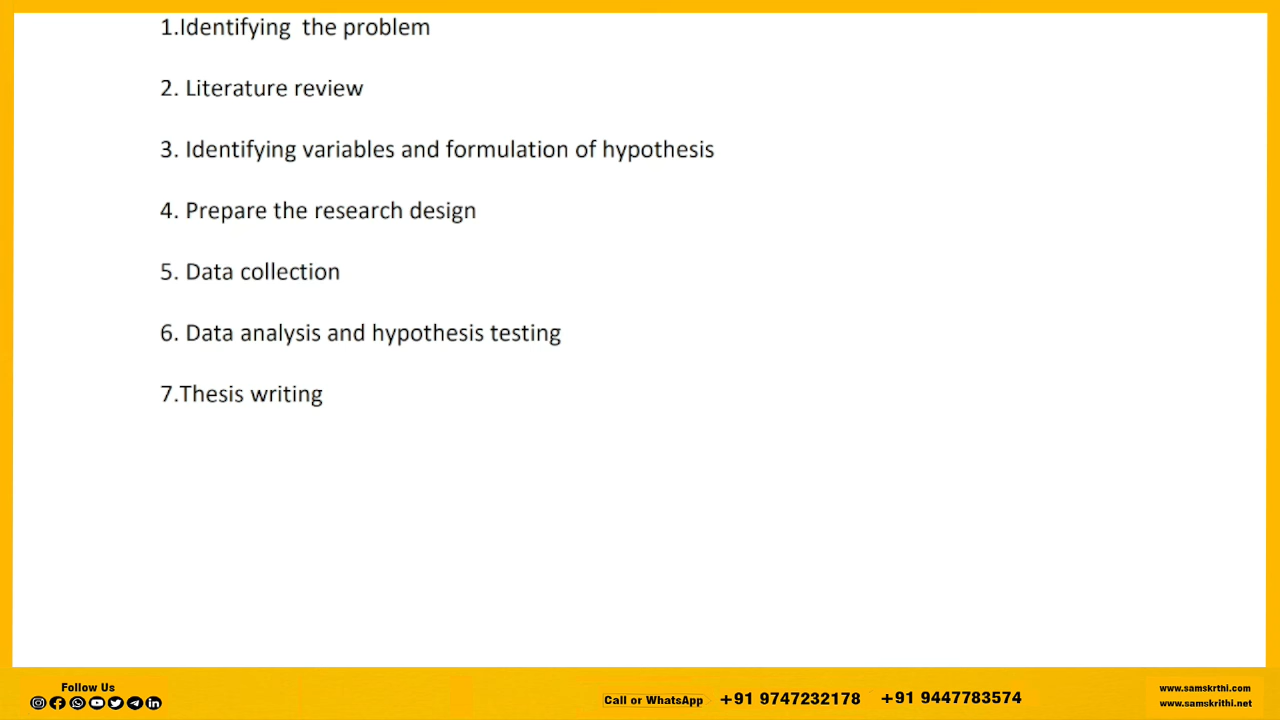 1.Identifying the problem
2. Literature review
3. Identifying variables and formulation of hypothesis
4. Prepare the research design
5. Data collection
6. Data analysis and hypothesis testing
7.Thesis writing
Follow Us
Call or WhatsApp +91 9747232178 +91 9447783574
www.samskrthi.com
www.samskrithi.net